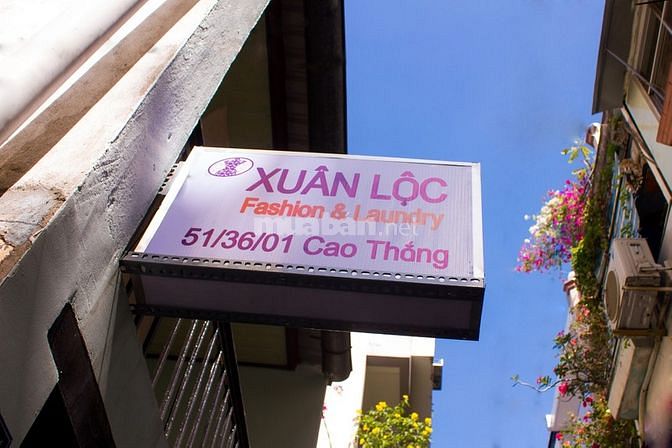 XUÂN LỘC
Fashion & Laundry
muaban.net
51/36/01 Cao Thắng